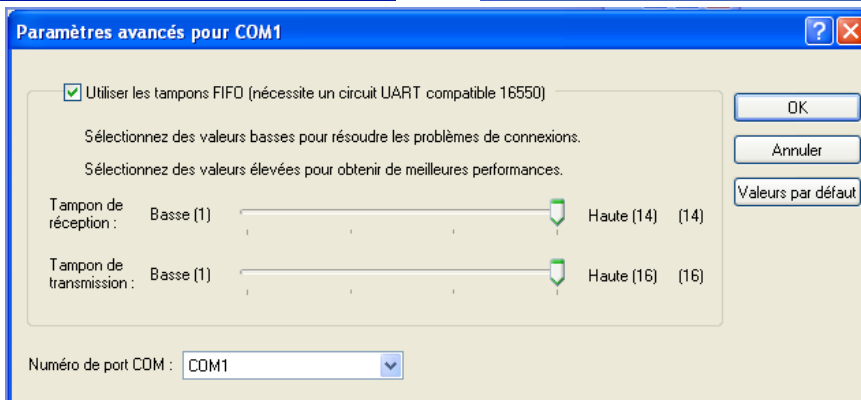 Paramètres avancés pour COM1
Utiliser les tampons FIFO (nécessite un circuit UART compatible 16550)
OK
Sélectionnez des valeurs basses pour résoudre les problèmes de connexions.
Annuler
Sélectionnez des valeurs élevées pour obtenir de meilleures performances.
Valeurs par défaut
Tampon de
réception :
Basse (1)
Haute (14)
(14)
Tampon de
transmission :
Basse (1)
Haute (16)
(16)
Numéro de port COM :
COM1